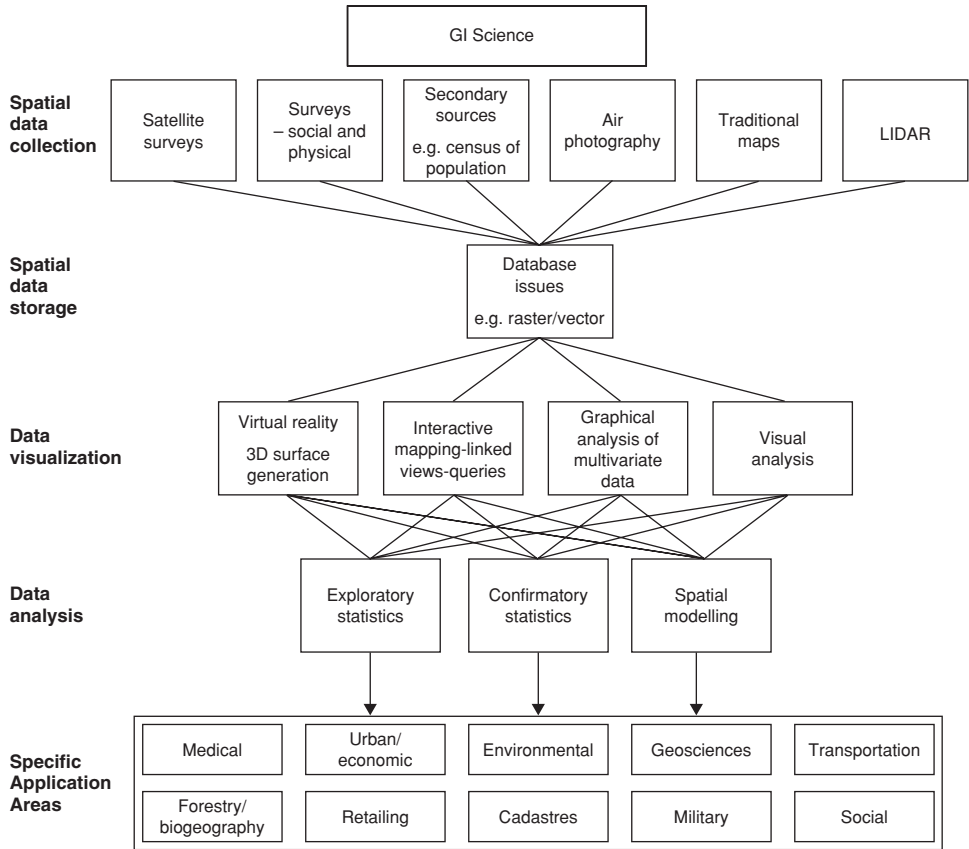 GI Science
Spatial
data
collection
Satellite
surveys
Surveys
– social and
physical
Secondary
sources
e.g. census of
population
Air
photography
Traditional
maps
LIDAR
Spatial
data
storage
Database
issues
e.g. raster/vector
Data
visualization
Virtual reality
3D surface
generation
Interactive
mapping-linked
views-queries
Graphical
analysis of
multivariate
data
Visual
analysis
Data
analysis
Exploratory
statistics
Confirmatory
statistics
Spatial
modelling
Specific
Application
Areas
Medical
Urban/
economic
Environmental
Geosciences
Transportation
Forestry/
biogeography
Retailing
Cadastres
Military
Social